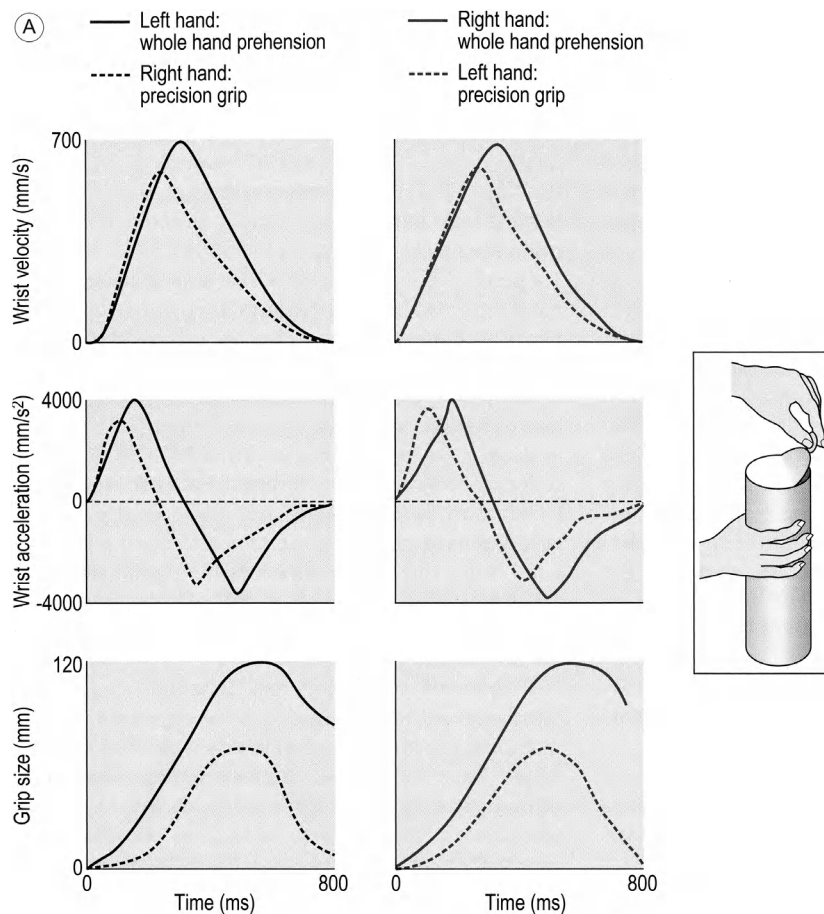 A
Left hand:
whole hand prehension
Right hand:
precision grip
Right hand:
whole hand prehension
Left hand:
precision grip
Wrist velocity (mm/s)
700
0
Wrist acceleration (mm/s²)
4000
0
-4000
Grip size (mm)
120
0
0
800
Time (ms)
0
800
Time (ms)